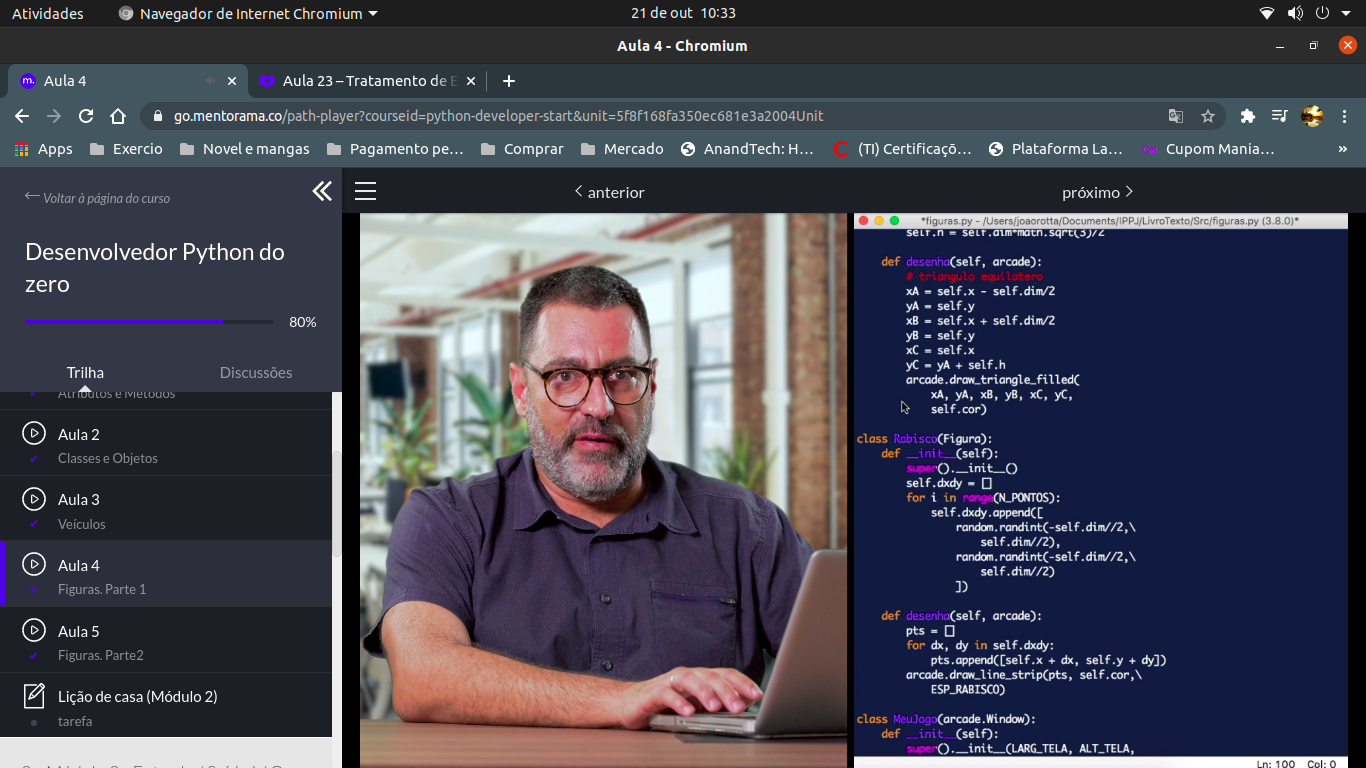 Atividades
Navegador de Internet Chromium
21 de out 10:33
Aula 4 - Chromium
m. Aula 4
Aula 23 – Tratamento de E
go.mentorama.co/path-player?courseid=python-developer-start&unit=5f8f168fa350ec681e3a2004Unit
Apps Exercio Novel e mangas Pagamento pe… Comprar Mercado AnandTech: H… (TI) Certificaçõ… Plataforma La… Cupom Mania… »
Voltar à página do curso
Desenvolvedor Python do
zero
80%
Trilha Discussões
Atributos e Métodos
Aula 2
Classes e Objetos
Aula 3
Veículos
Aula 4
Figuras. Parte 1
Aula 5
Figuras. Parte2
Lição de casa (Módulo 2)
tarefa
anterior
próximo
*figuras.py - /Users/joaorotta/Documents/IPPJ/LivroTexto/Src/figuras.py (3.8.0)*
self.h = self.dim*math.sqrt(3)/2
def desenha(self, arcade):
# triangulo equilatero
xA = self.x - self.dim/2
yA = self.y
xB = self.x + self.dim/2
yB = self.y
xC = self.x
yC = yA + self.h
arcade.draw_triangle_filled(
xA, yA, xB, yB, xC, yC,
self.cor)
class Rabisco(Figura):
def __init__(self):
super().__init__()
self.dxdy = []
for i in range(N_PONTOS):
self.dxdy.append([
random.randint(-self.dim//2,\
self.dim//2),
random.randint(-self.dim//2,\
self.dim//2)
])
def desenha(self, arcade):
pts = []
for dx, dy in self.dxdy:
pts.append([self.x + dx, self.y + dy])
arcade.draw_line_strip(pts, self.cor,\
ESP_RABISCO)
class MeuJogo(arcade.Window):
def __init__(self):
super().__init__(LARG_TELA, ALT_TELA,
Ln: 100 Col: 0